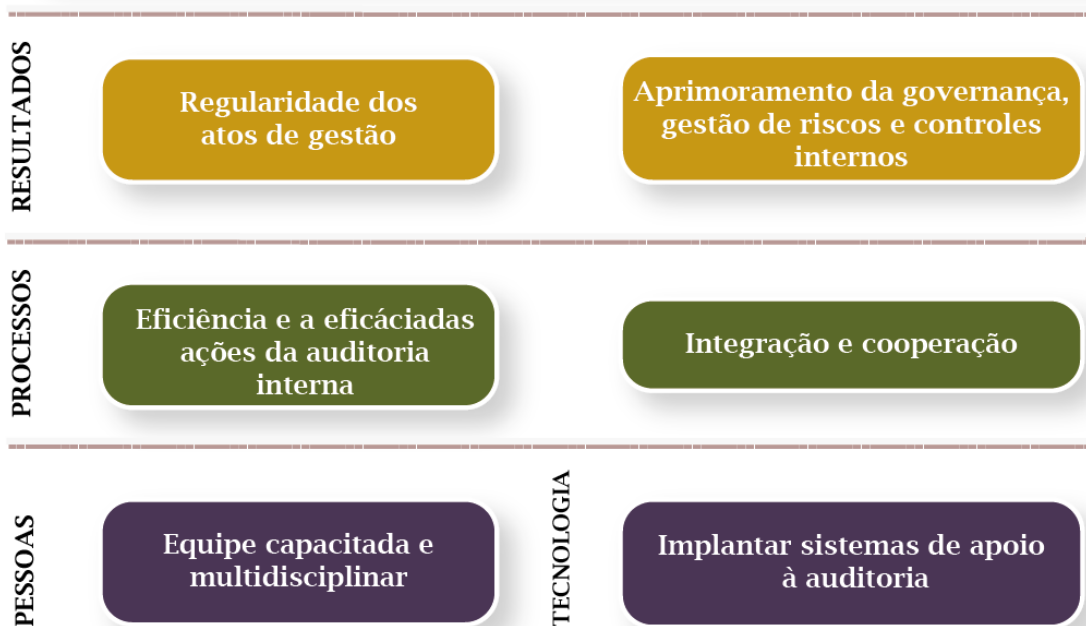 RESULTADOS
Regularidade dos
atos de gestão
Aprimoramento da governança,
gestão de riscos e controles
internos
PROCESSOS
Eficiência e a eficáciadas
ações da auditoria
interna
Integração e cooperação
PESSOAS
Equipe capacitada e
multidisciplinar
TECNOLOGIA
Implantar sistemas de apoio
à auditoria